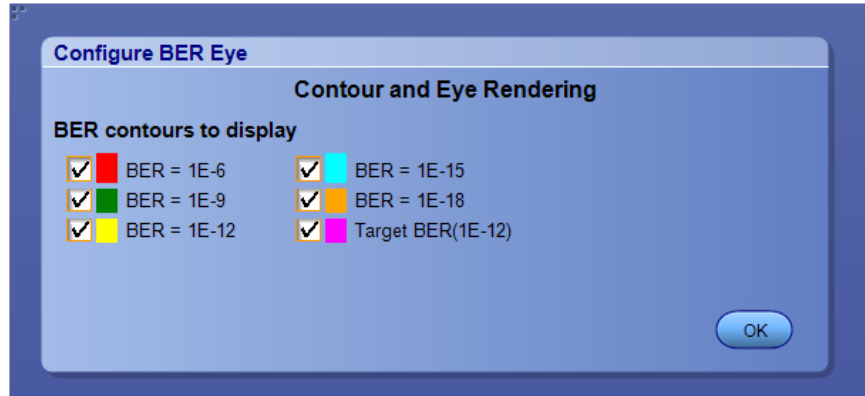 Configure BER Eye
Contour and Eye Rendering
BER contours to display
BER = 1E-6
BER = 1E-15
BER = 1E-9
BER = 1E-18
BER = 1E-12
Target BER(1E-12)
OK